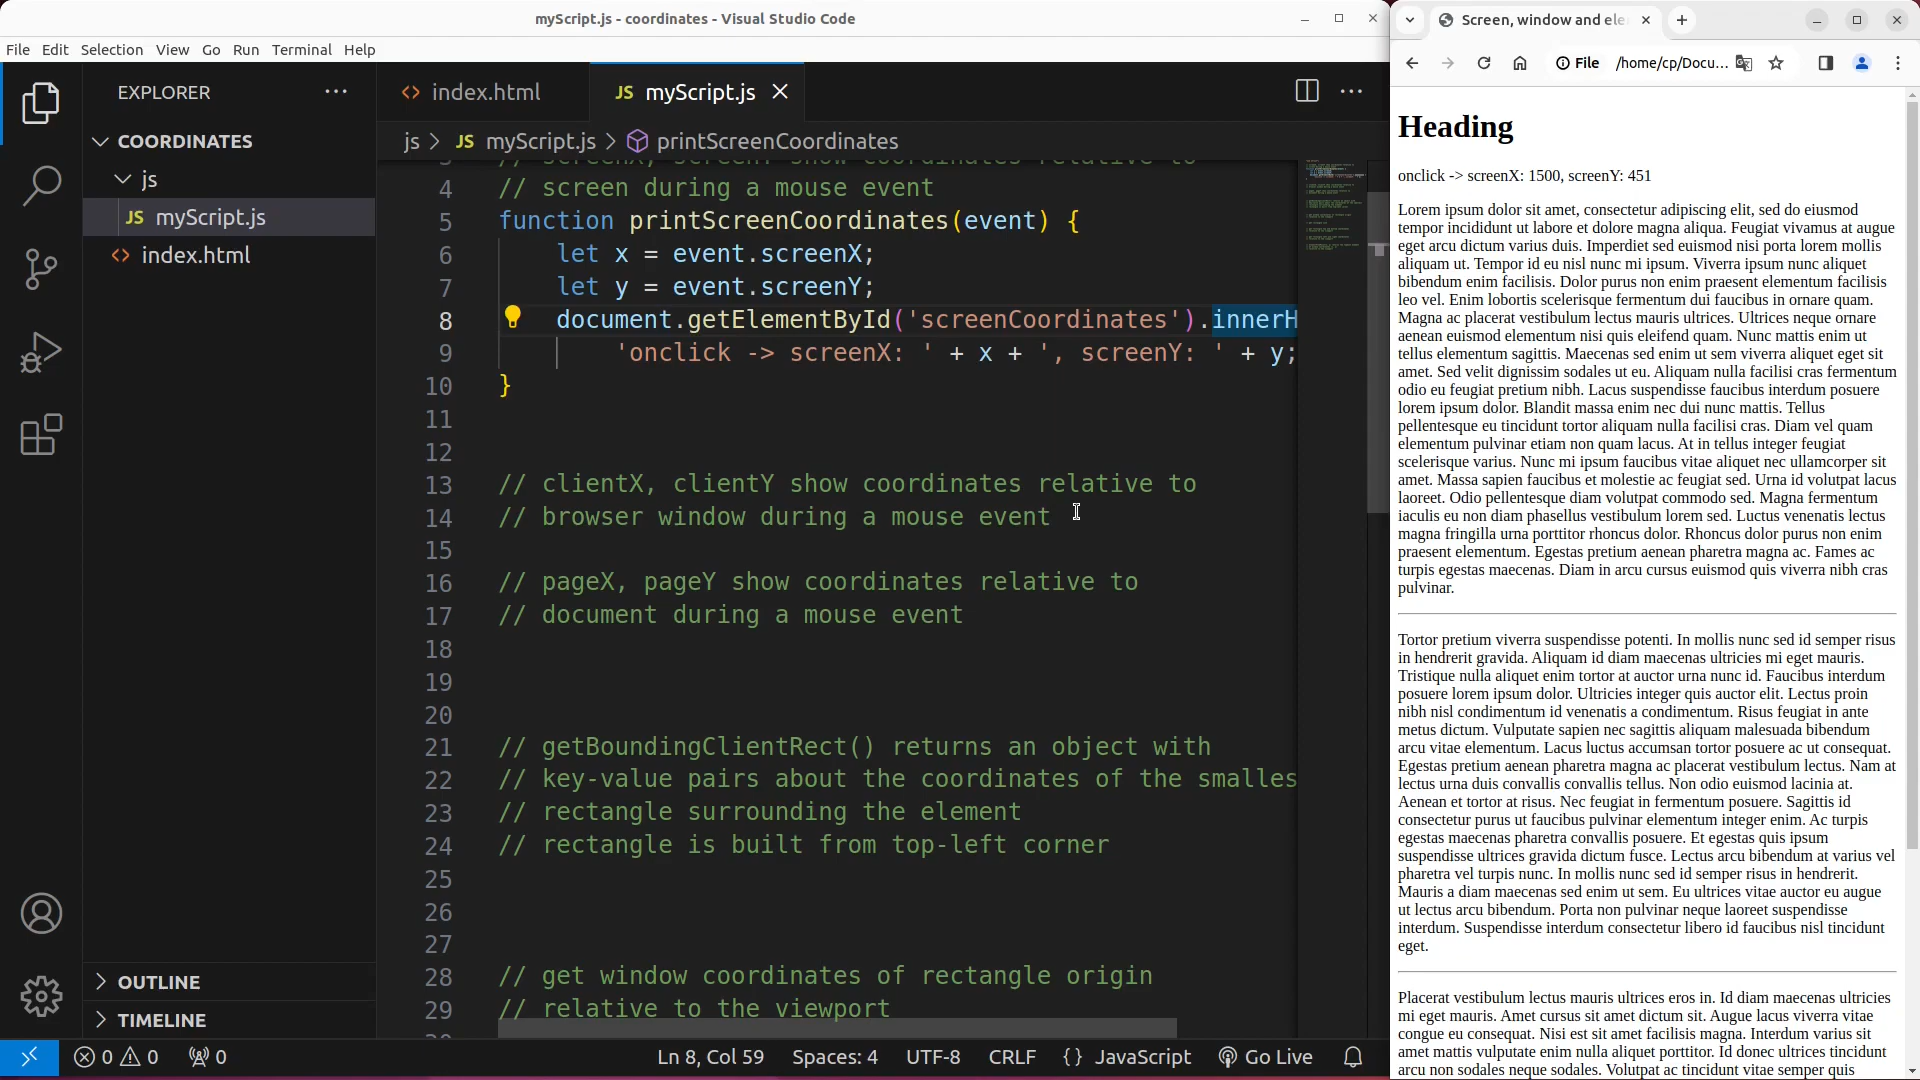 myScript.js - coordinates - Visual Studio Code
File Edit Selection View Go Run Terminal Help
EXPLORER
COORDINATES
js
JS myScript.js
index.html
OUTLINE
TIMELINE
index.html
JS myScript.js
js > JS myScript.js > printScreenCoordinates
4 // screen during a mouse event
5 function printScreenCoordinates(event) {
6 let x = event.screenX;
7 let y = event.screenY;
8 document.getElementById('screenCoordinates').innerH
9 'onclick -> screenX: ' + x + ', screenY: ' + y;
10 }
11
12
13 // clientX, clientY show coordinates relative to
14 // browser window during a mouse event
15
16 // pageX, pageY show coordinates relative to
17 // document during a mouse event
18
19
20
21 // getBoundingClientRect() returns an object with
22 // key-value pairs about the coordinates of the smalles
23 // rectangle surrounding the element
24 // rectangle is built from top-left corner
25
26
27
28 // get window coordinates of rectangle origin
29 // relative to the viewport
0 0 0 Ln 8, Col 59 Spaces: 4 UTF-8 CRLF {} JavaScript Go Live
Screen, window and ele
File /home/cp/Docu...
Heading
onclick -> screenX: 1500, screenY: 451
Lorem ipsum dolor sit amet, consectetur adipiscing elit, sed do eiusmod
tempor incididunt ut labore et dolore magna aliqua. Feugiat vivamus at augue
eget arcu dictum varius duis. Imperdiet sed euismod nisi porta lorem mollis
aliquam ut. Tempor id eu nisl nunc mi ipsum. Viverra ipsum nunc aliquet
bibendum enim facilisis. Dolor purus non enim praesent elementum facilisis
leo vel. Enim lobortis scelerisque fermentum dui faucibus in ornare quam.
Magna ac placerat vestibulum lectus mauris ultrices. Ultrices neque ornare
aenean euismod elementum nisi quis eleifend quam. Nunc mattis enim ut
tellus elementum sagittis. Maecenas sed enim ut sem viverra aliquet eget sit
amet. Sed velit dignissim sodales ut eu. Aliquam nulla facilisi cras fermentum
odio eu feugiat pretium nibh. Lacus suspendisse faucibus interdum posuere
lorem ipsum dolor. Blandit massa enim nec dui nunc mattis. Tellus
pellentesque eu tincidunt tortor aliquam nulla facilisi cras. Diam vel quam
elementum pulvinar etiam non quam lacus. At in tellus integer feugiat
scelerisque varius. Nunc mi ipsum faucibus vitae aliquet nec ullamcorper sit
amet. Massa sapien faucibus et molestie ac feugiat sed. Urna id volutpat lacus
laoreet. Odio pellentesque diam volutpat commodo sed. Magna fermentum
iaculis eu non diam phasellus vestibulum lorem sed. Luctus venenatis lectus
magna fringilla urna porttitor rhoncus dolor. Rhoncus dolor purus non enim
praesent elementum. Egestas pretium aenean pharetra magna ac. Fames ac
turpis egestas maecenas. Diam in arcu cursus euismod quis viverra nibh cras
pulvinar.
Tortor pretium viverra suspendisse potenti. In mollis nunc sed id semper risus
in hendrerit gravida. Aliquam id diam maecenas ultricies mi eget mauris.
Tristique nulla aliquet enim tortor at auctor urna nunc id. Faucibus interdum
posuere lorem ipsum dolor. Ultricies integer quis auctor elit. Lectus proin
nibh nisl condimentum id venenatis a condimentum. Risus feugiat in ante
metus dictum. Vulputate sapien nec sagittis aliquam malesuada bibendum
arcu vitae elementum. Lacus luctus accumsan tortor posuere ac ut consequat.
Egestas pretium aenean pharetra magna ac placerat vestibulum lectus. Nam at
lectus urna duis convallis convallis tellus. Non odio euismod lacinia at.
Aenean et tortor at risus. Nec feugiat in fermentum posuere. Sagittis id
consectetur purus ut faucibus pulvinar elementum integer enim. Ac turpis
egestas maecenas pharetra convallis posuere. Et egestas quis ipsum
suspendisse ultrices gravida dictum fusce. Lectus arcu bibendum at varius vel
pharetra vel turpis nunc. In mollis nunc sed id semper risus in hendrerit.
Mauris a diam maecenas sed enim ut sem. Eu ultrices vitae auctor eu augue
ut lectus arcu bibendum. Porta non pulvinar neque laoreet suspendisse
interdum. Suspendisse interdum consectetur libero id faucibus nisl tincidunt
eget.
Placerat vestibulum lectus mauris ultrices eros in. Id diam maecenas ultricies
mi eget mauris. Amet cursus sit amet dictum sit. Augue lacus viverra vitae
congue eu consequat. Nisi est sit amet facilisis magna. Interdum varius sit
amet mattis vulputate enim nulla aliquet porttitor. Id donec ultrices tincidunt
arcu non sodales neque sodales. Volutpat ac tincidunt vitae semper quis